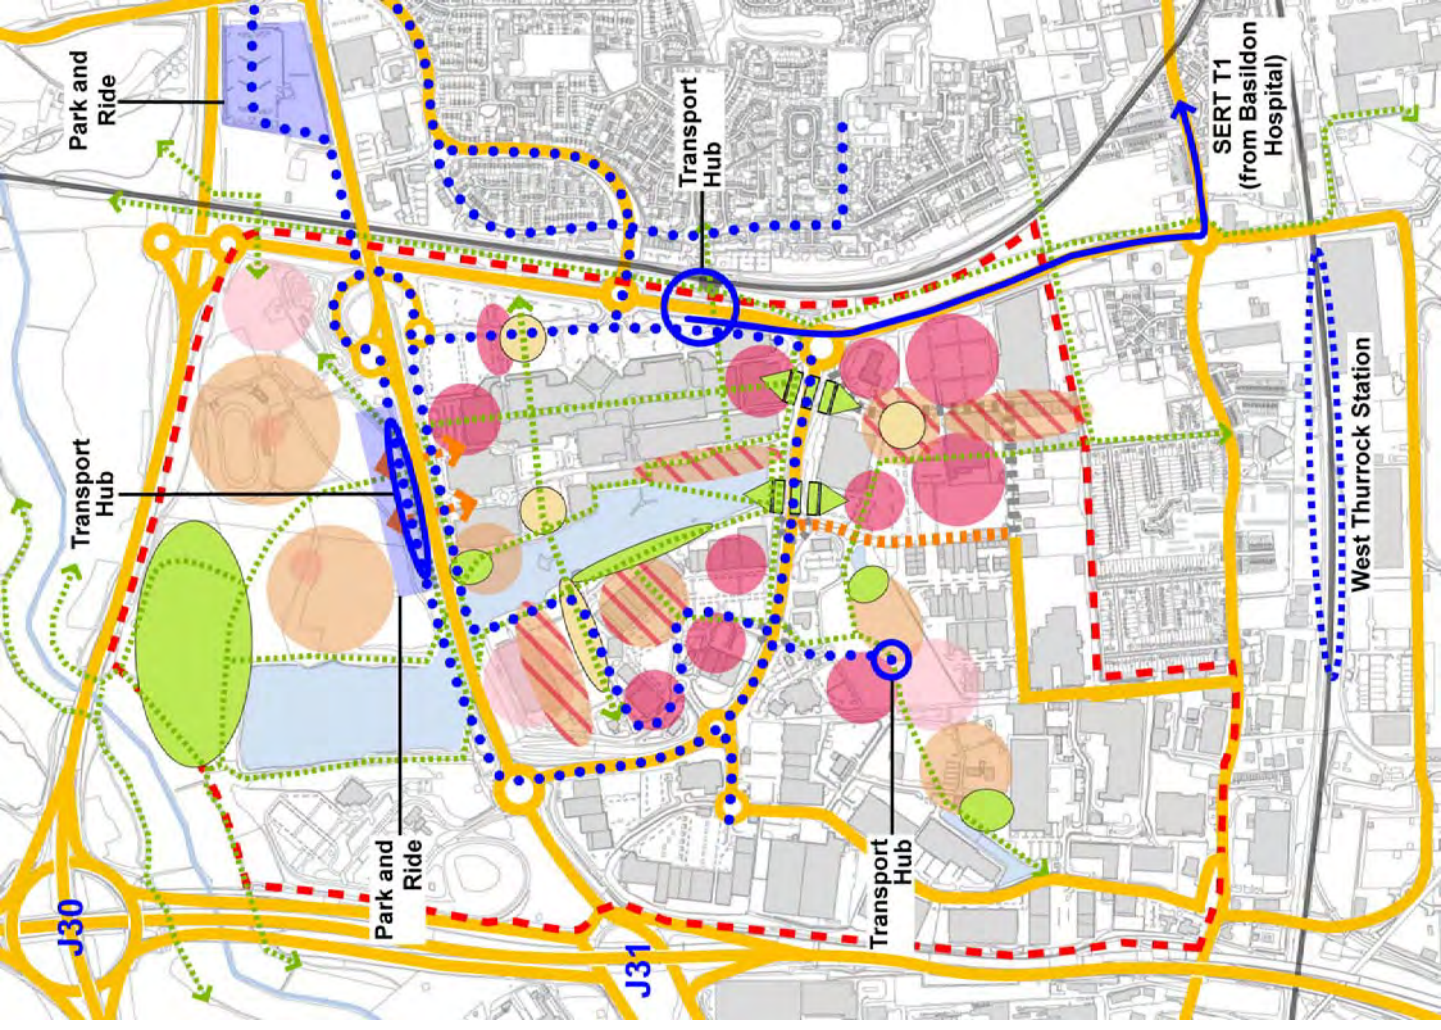 Park and
Ride
Transport
Hub
SERT T1
(from Basildon
Hospital)
Transport
Hub
West Thurrock Station
Park and
Ride
Transport
Hub
J30
J31